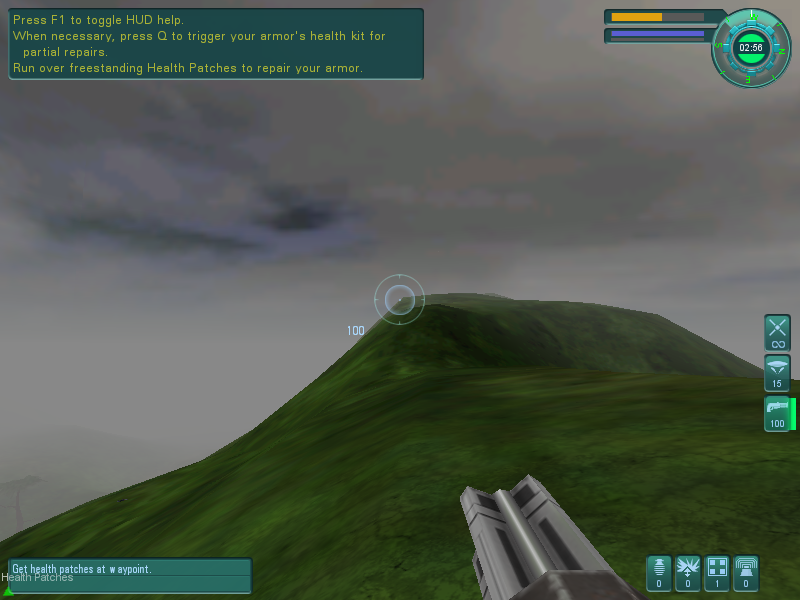 Press F1 to toggle HUD help.
When necessary, press Q to trigger your armor's health kit for
partial repairs.
Run over freestanding Health Patches to repair your armor.
02:56
N
S
E
100
∞
15
100
Get health patches at waypoint.
Health Patches
0
0
1
0